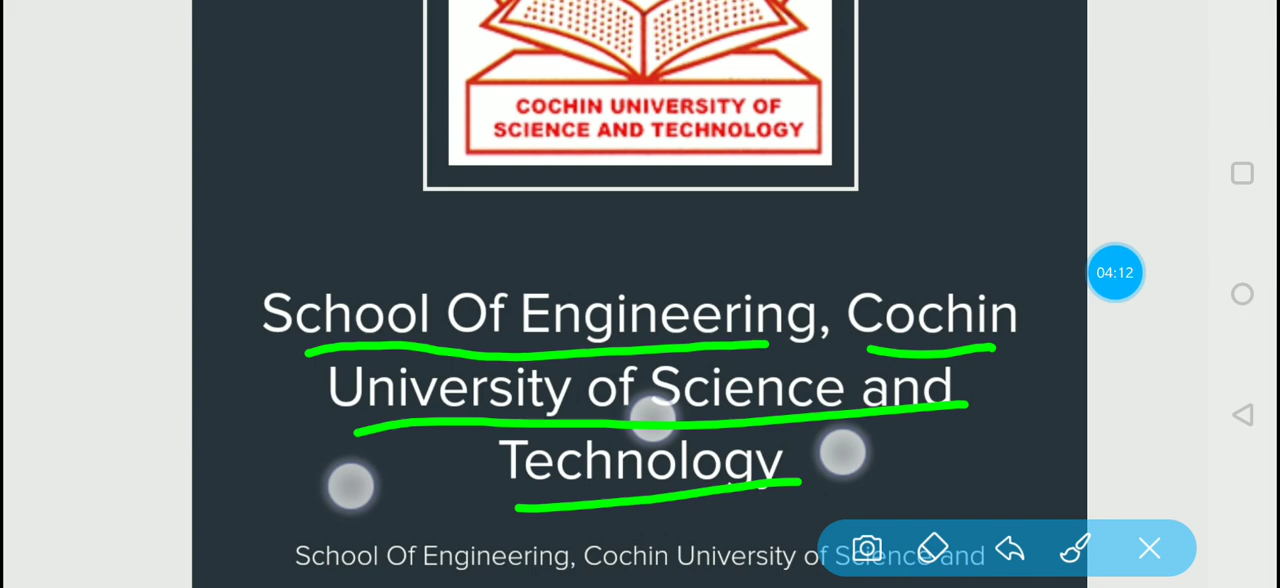 COCHIN UNIVERSITY OF
SCIENCE AND TECHNOLOGY
School Of Engineering, Cochin
University of Science and
Technology
School Of Engineering, Cochin University of Science and
04:12